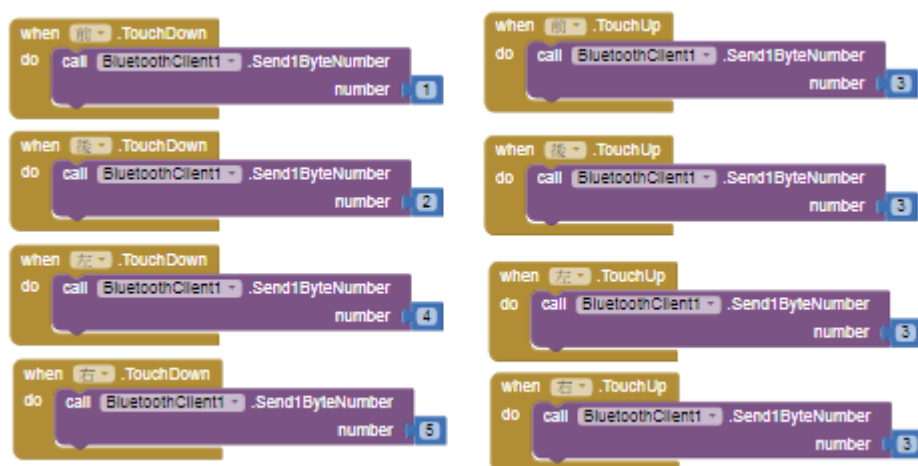 when 前 .TouchDown
do call BluetoothClient1 .Send1ByteNumber
number 1
when 後 .TouchDown
do call BluetoothClient1 .Send1ByteNumber
number 2
when 左 .TouchDown
do call BluetoothClient1 .Send1ByteNumber
number 4
when 右 .TouchDown
do call BluetoothClient1 .Send1ByteNumber
number 5
when 前 .TouchUp
do call BluetoothClient1 .Send1ByteNumber
number 3
when 後 .TouchUp
do call BluetoothClient1 .Send1ByteNumber
number 3
when 左 .TouchUp
do call BluetoothClient1 .Send1ByteNumber
number 3
when 右 .TouchUp
do call BluetoothClient1 .Send1ByteNumber
number 3